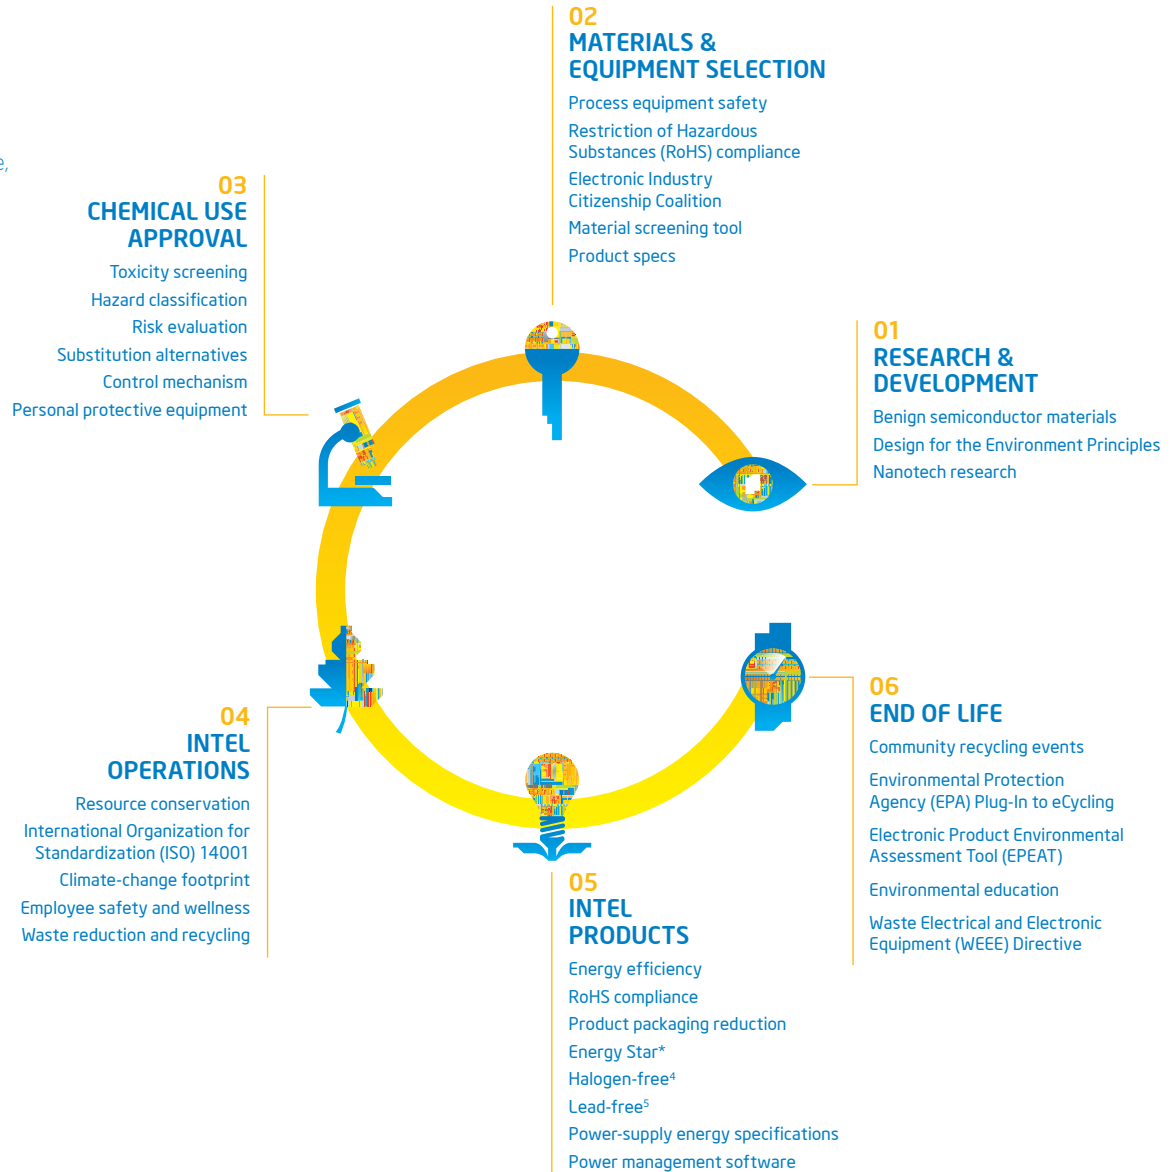 e,
02
MATERIALS &
EQUIPMENT SELECTION
Process equipment safety
Restriction of Hazardous
Substances (RoHS) compliance
Electronic Industry
Citizenship Coalition
Material screening tool
Product specs
03
CHEMICAL USE
APPROVAL
Toxicity screening
Hazard classification
Risk evaluation
Substitution alternatives
Control mechanism
Personal protective equipment
01
RESEARCH &
DEVELOPMENT
Benign semiconductor materials
Design for the Environment Principles
Nanotech research
04
INTEL
OPERATIONS
Resource conservation
International Organization for
Standardization (ISO) 14001
Climate-change footprint
Employee safety and wellness
Waste reduction and recycling
05
INTEL
PRODUCTS
Energy efficiency
RoHS compliance
Product packaging reduction
Energy Star*
Halogen-free⁴
Lead-free⁵
Power-supply energy specifications
Power management software
06
END OF LIFE
Community recycling events
Environmental Protection
Agency (EPA) Plug-In to eCycling
Electronic Product Environmental
Assessment Tool (EPEAT)
Environmental education
Waste Electrical and Electronic
Equipment (WEEE) Directive